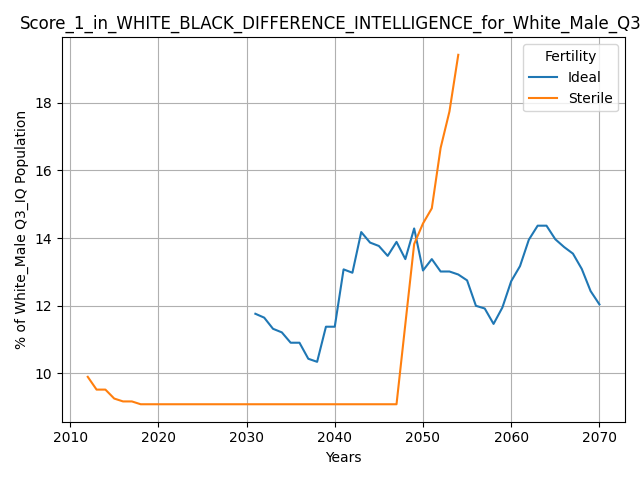 Score_1_in_WHITE_BLACK_DIFFERENCE_INTELLIGENCE_for_White_Male_Q3
% of White_Male Q3_IQ Population
18
16
14
12
10
Fertility
Ideal
Sterile
2010 2020 2030 2040 2050 2060 2070
Years